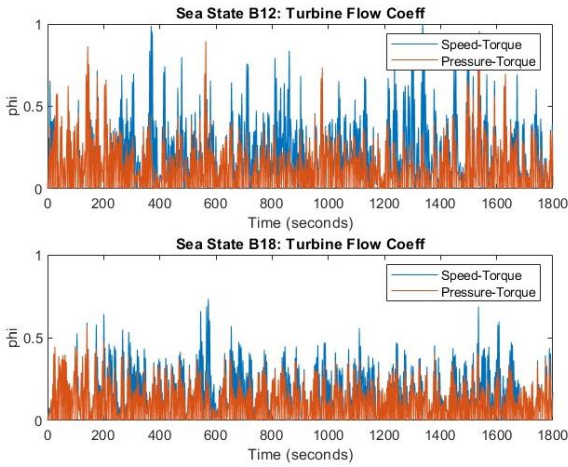 Sea State B12: Turbine Flow Coeff
1
0.5
0
phi
Speed-Torque
Pressure-Torque
0 200 400 600 800 1000 1200 1400 1600 1800
Time (seconds)
Sea State B18: Turbine Flow Coeff
1
0.5
0
phi
Speed-Torque
Pressure-Torque
0 200 400 600 800 1000 1200 1400 1600 1800
Time (seconds)